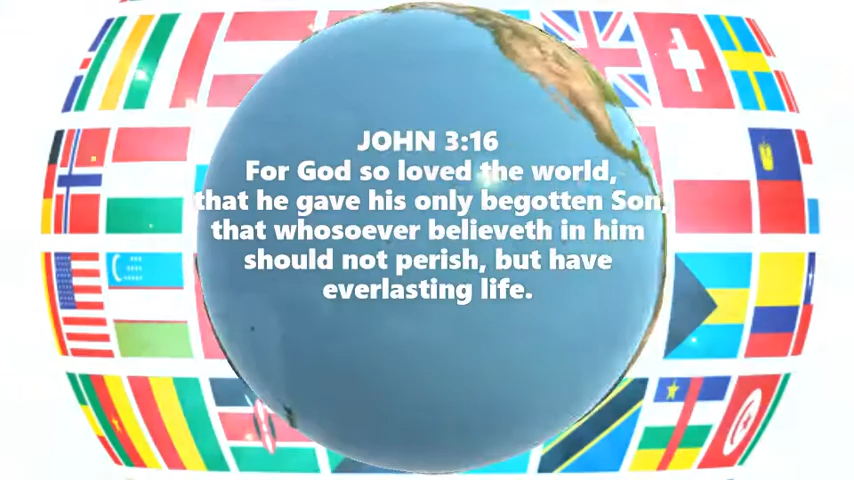 JOHN 3:16
For God so loved the world,
that he gave his only begotten Son,
that whosoever believeth in him
should not perish, but have
everlasting life.